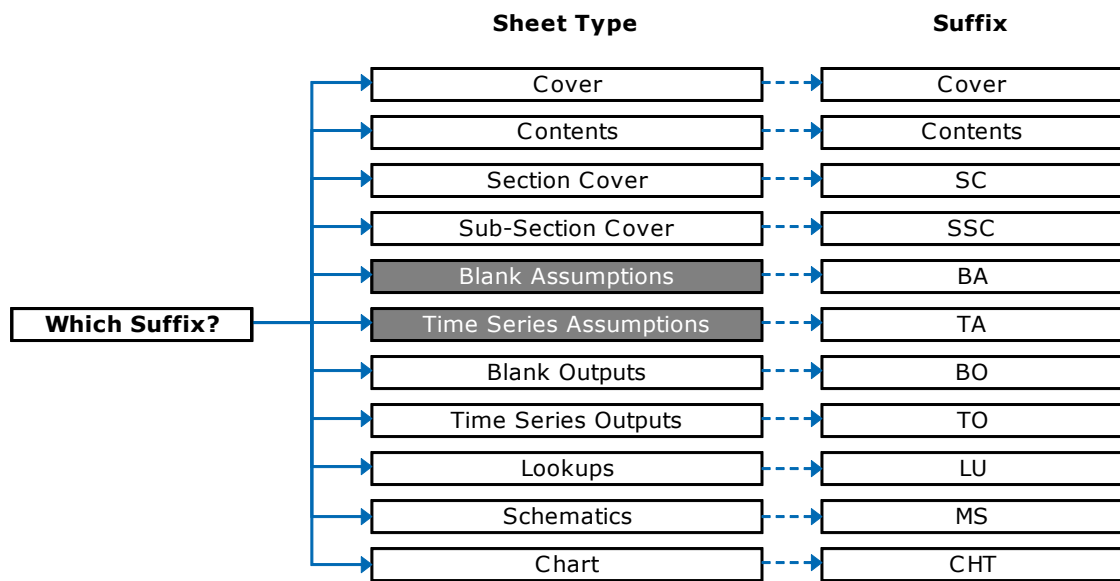 Sheet Type Suffix
Cover Cover
Contents Contents
Section Cover SC
Sub-Section Cover SSC
Blank Assumptions BA
Which Suffix? Time Series Assumptions TA
Blank Outputs BO
Time Series Outputs TO
Lookups LU
Schematics MS
Chart CHT